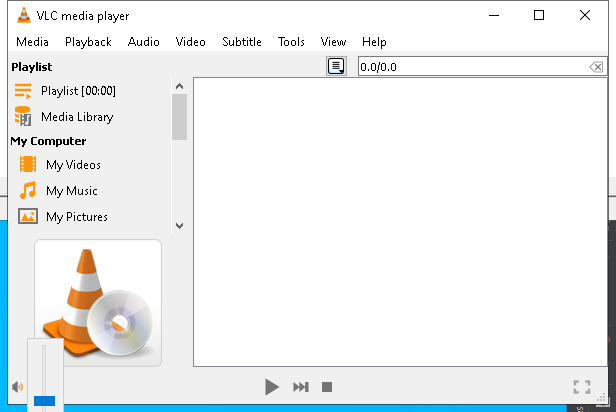 VLC media player
Media Playback Audio Video Subtitle Tools View Help
Playlist
0.0/0.0
Playlist [00:00]
Media Library
My Computer
My Videos
My Music
My Pictures